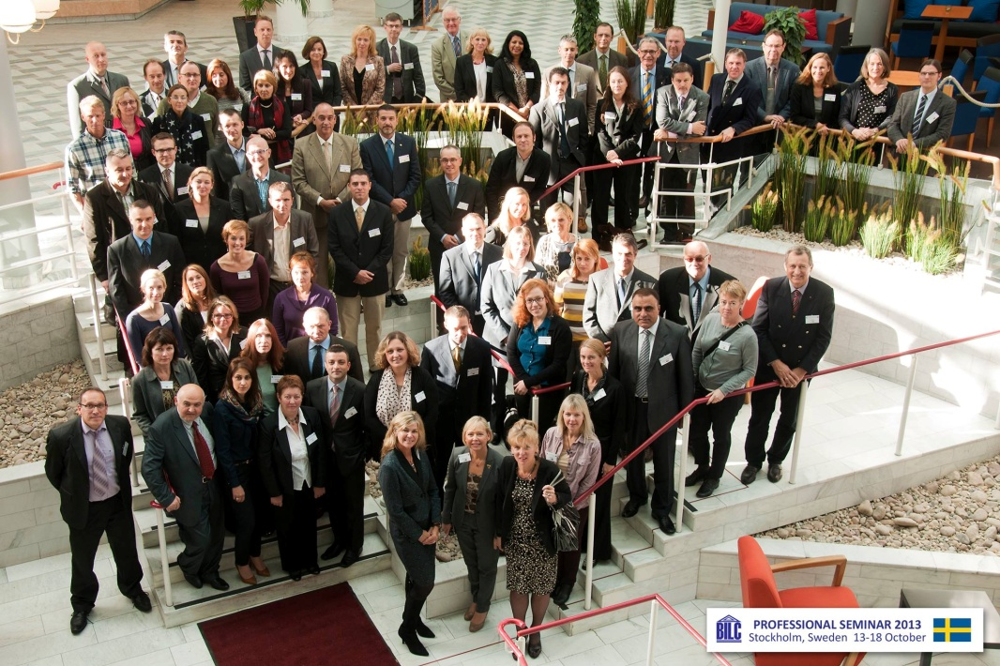 BILC
PROFESSIONAL SEMINAR 2013
Stockholm, Sweden 13-18 October